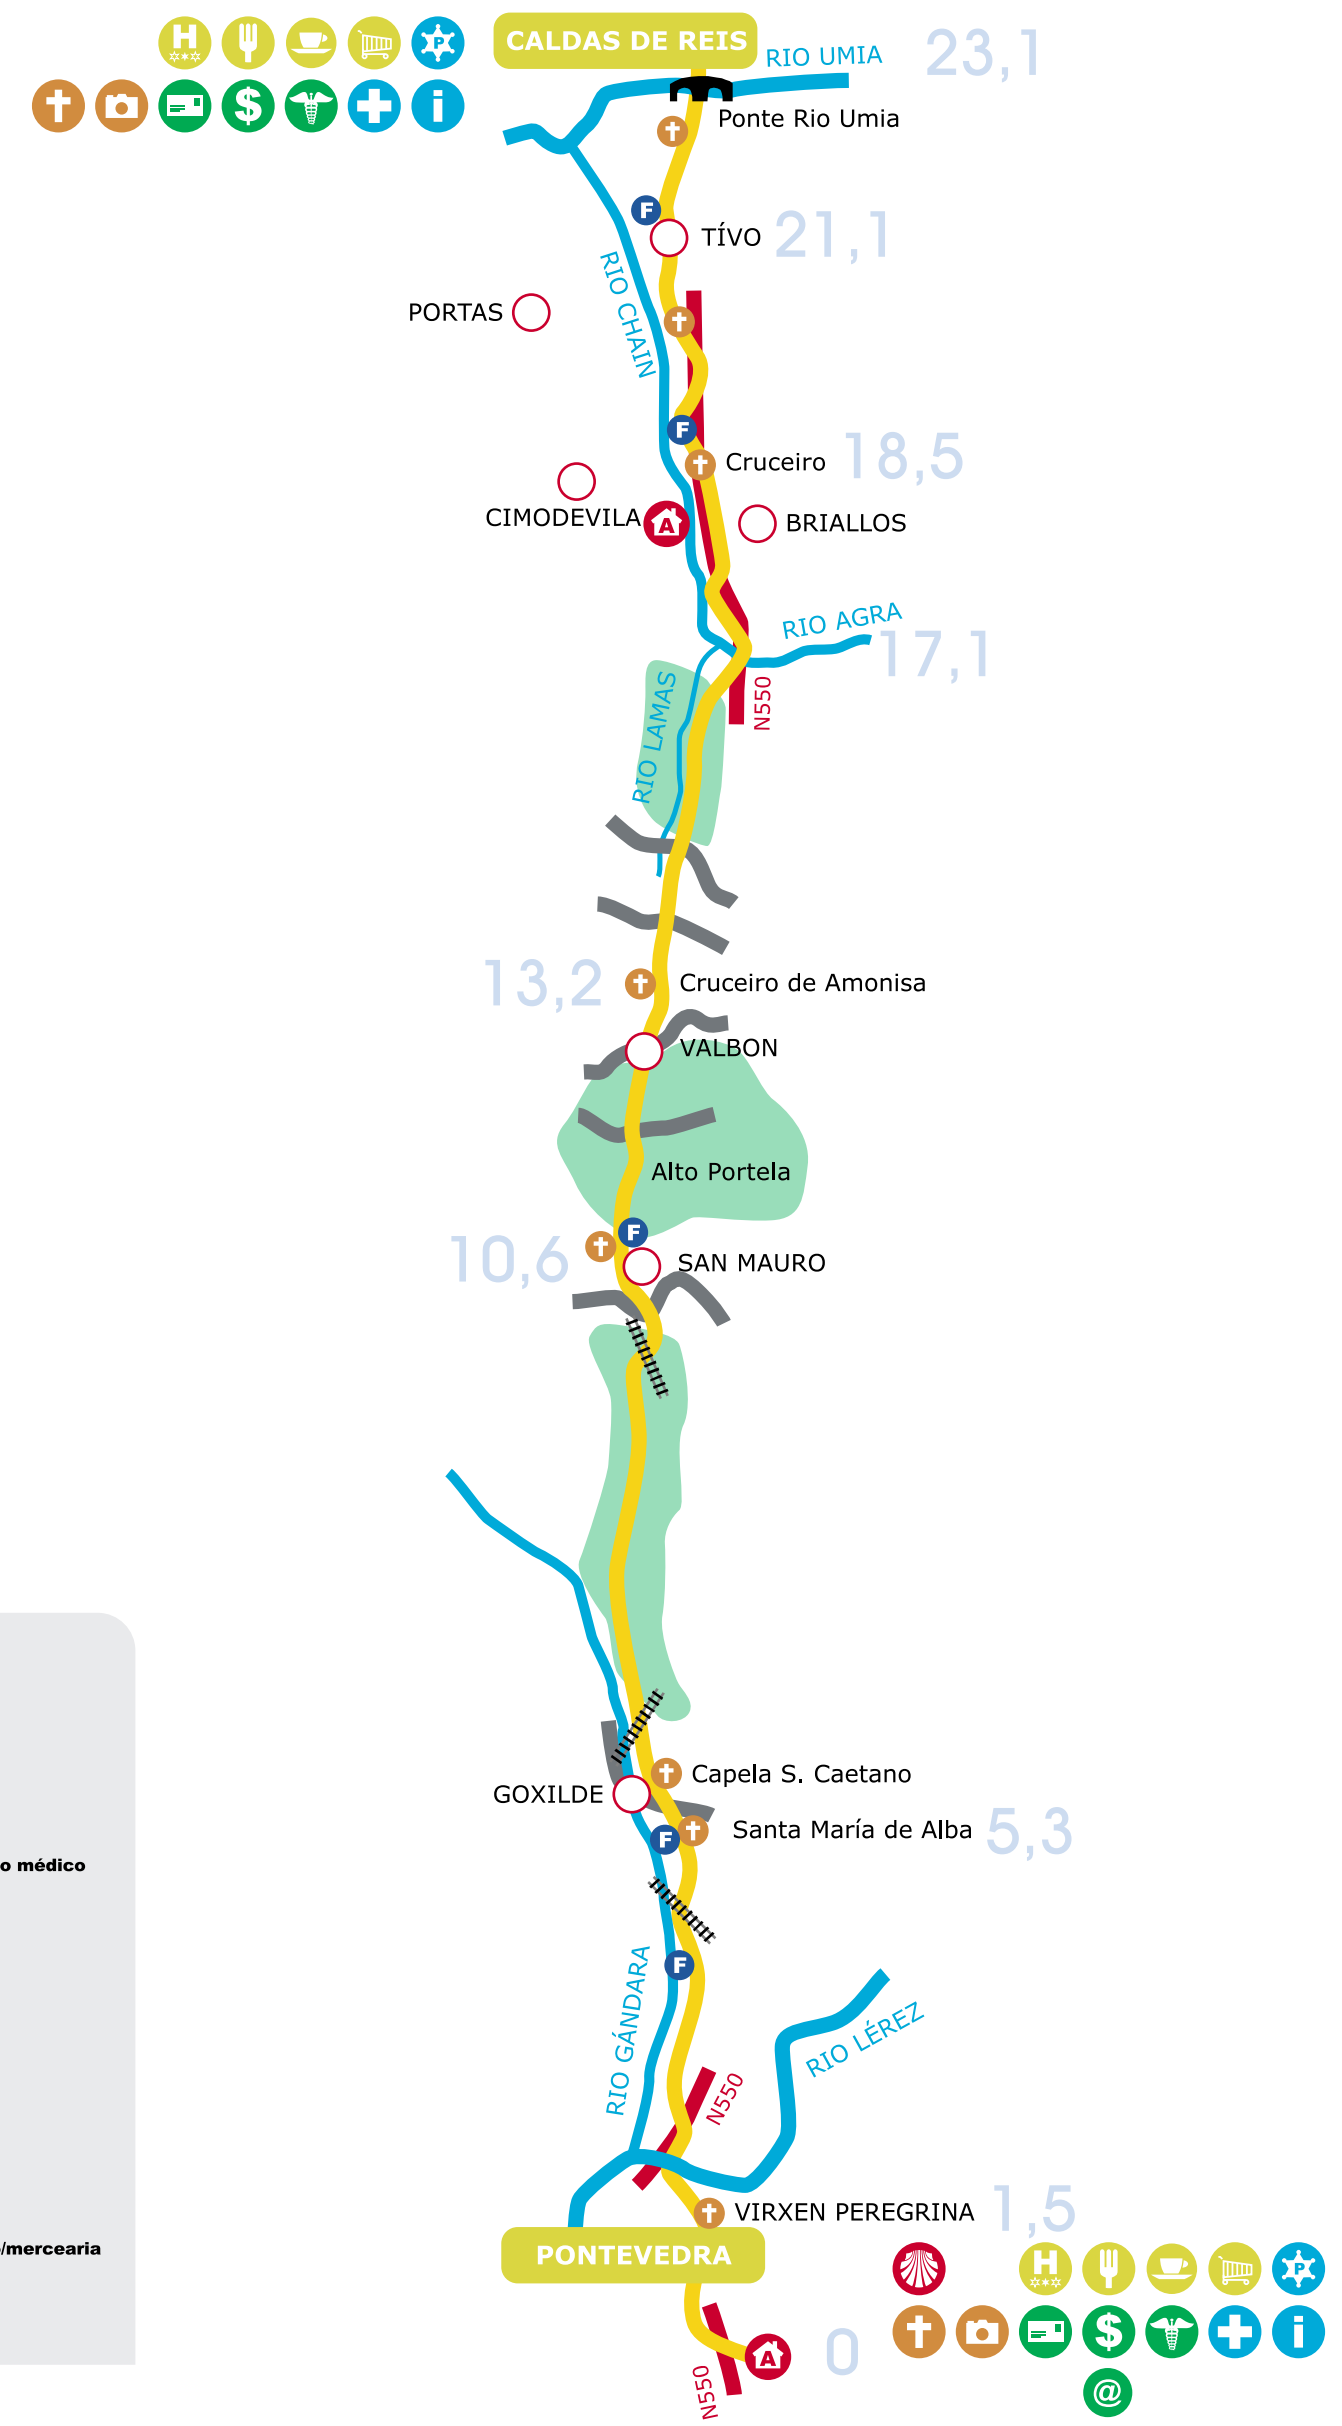 H
P
CALDAS DE REIS
RIO UMIA
23,1
$
i
Ponte Rio Umia
F
TÍVO
21,1
RIO CHAIN
PORTAS
F
Cruceiro
18,5
CIMODEVILA
A
BRIALLOS
RIO AGRA
17,1
RIO LAMAS
N550
13,2
Cruceiro de Amonisa
VALBON
Alto Portela
F
10,6
SAN MAURO
Capela S. Caetano
GOXILDE
Santa María de Alba
5,3
F
o médico
F
RIO GÁNDARA
RIO LÉREZ
N550
VIRXEN PEREGRINA
1,5
/mercearia
PONTEVEDRA
H
P
0
$
i
A
N550
@